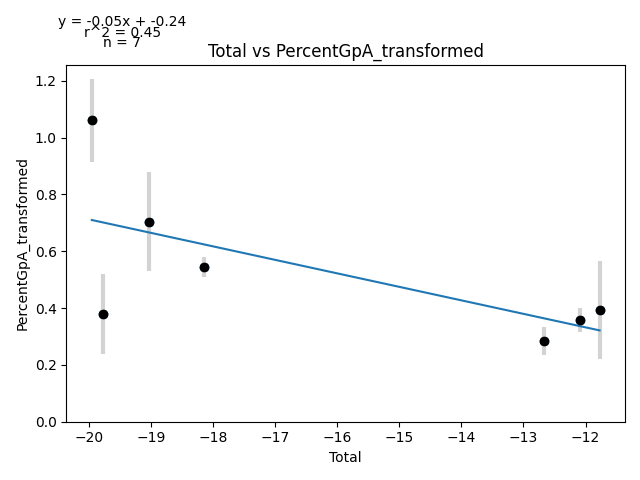 y = -0.05x + -0.24
r^2 = 0.45
n = 7
Total vs PercentGpA_transformed
PercentGpA_transformed
1.2
1.0
0.8
0.6
0.4
0.2
0.0
−20 −19 −18 −17 −16 −15 −14 −13 −12
Total